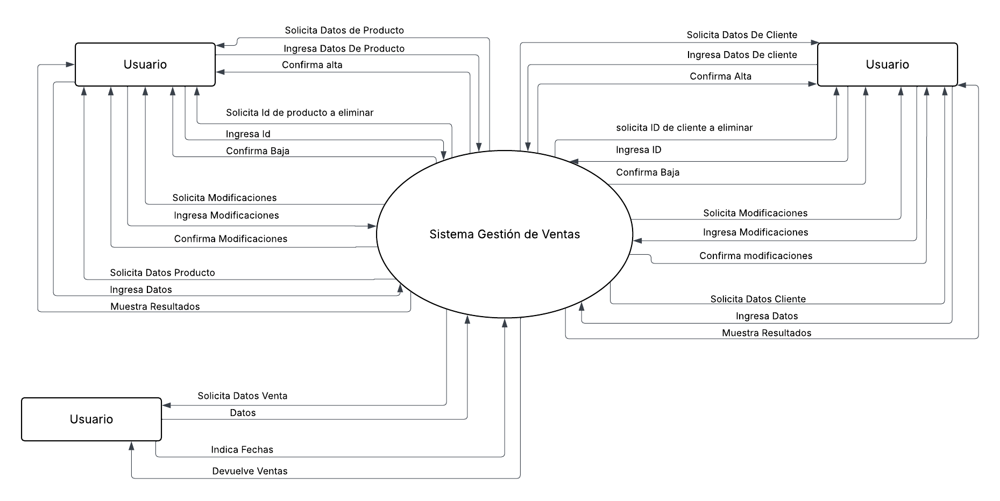 Solicita Datos de Producto
Usuario
Ingresa Datos De Producto
Confirma alta
Solicita Id de producto a eliminar
Ingresa Id
Confirma Baja
Solicita Modificaciones
Ingresa Modificaciones
Confirma Modificaciones
Solicita Datos Producto
Ingresa Datos
Muestra Resultados
Sistema Gestión de Ventas
Solicita Datos De Cliente
Ingresa Datos De cliente
Usuario
Confirma Alta
solicita ID de cliente a eliminar
Ingresa ID
Confirma Baja
Solicita Modificaciones
Ingresa Modificaciones
Confirma modificaciones
Solicita Datos Cliente
Ingresa Datos
Muestra Resultados
Solicita Datos Venta
Datos
Usuario
Indica Fechas
Devuelve Ventas